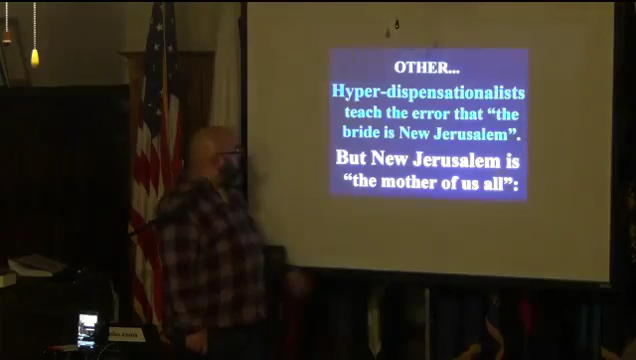 OTHER...
Hyper-dispensationalists
teach the error that “the
bride is New Jerusalem”.
But New Jerusalem is
“the mother of us all”: